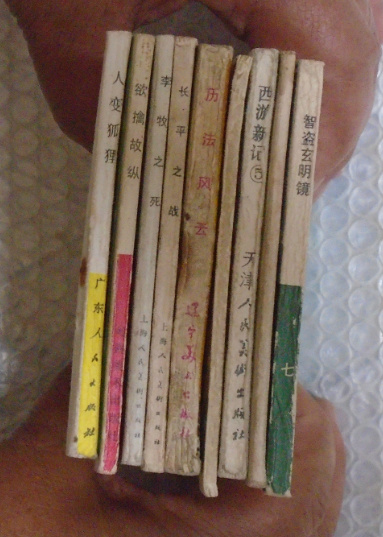 人变狐狸
广东人民出版社
欲擒故纵
李牧之死
上海人民美術出版社
长平之战
上海人民美術出版社
历法风云
辽宁美术出版社
西游新记⑤
天津人民美術出版社
智盗玄明镜
七